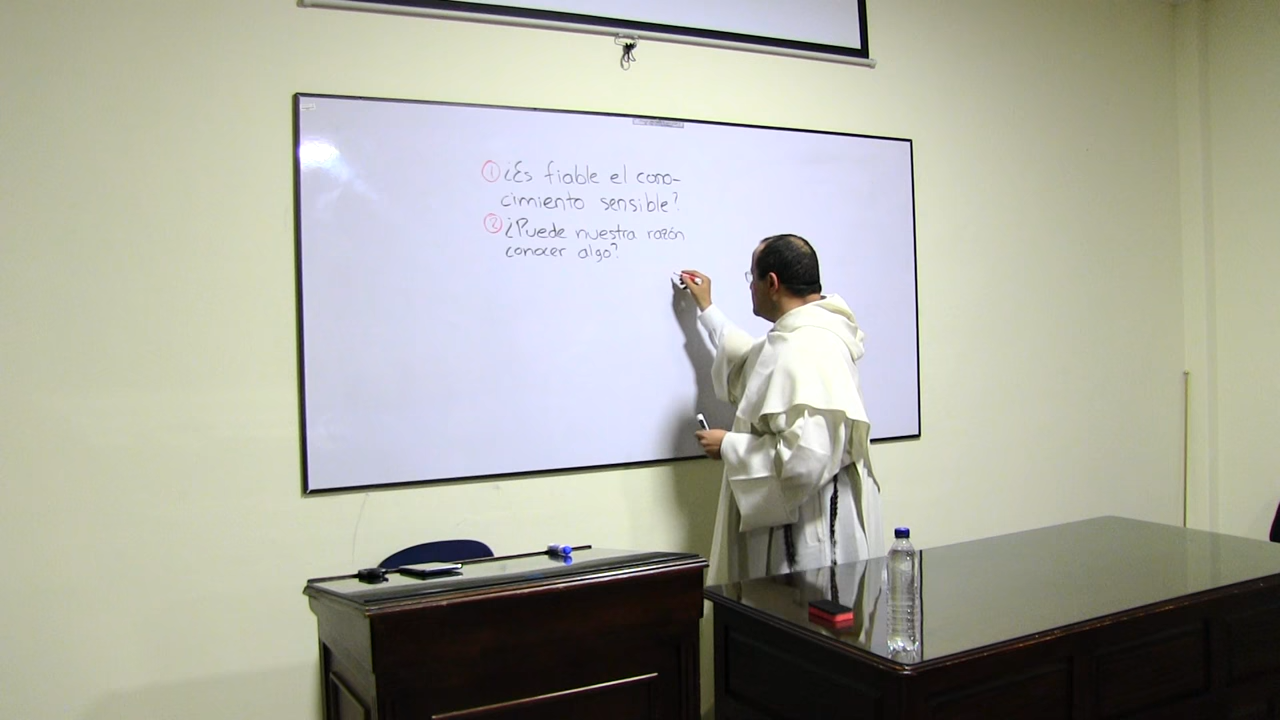 ① ¿Es fiable el cono-
cimiento sensible?
② ¿Puede nuestra razón
conocer algo?